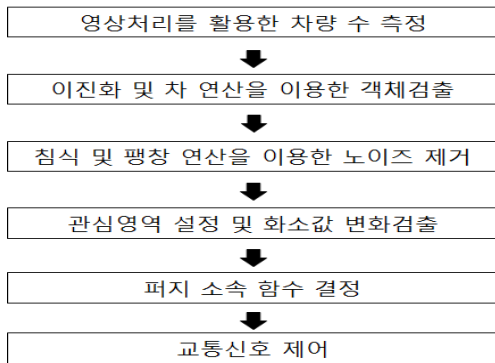 영상처리를 활용한 차량 수 측정
이진화 및 차 연산을 이용한 객체검출
침식 및 팽창 연산을 이용한 노이즈 제거
관심영역 설정 및 화소값 변화검출
퍼지 소속 함수 결정
교통신호 제어